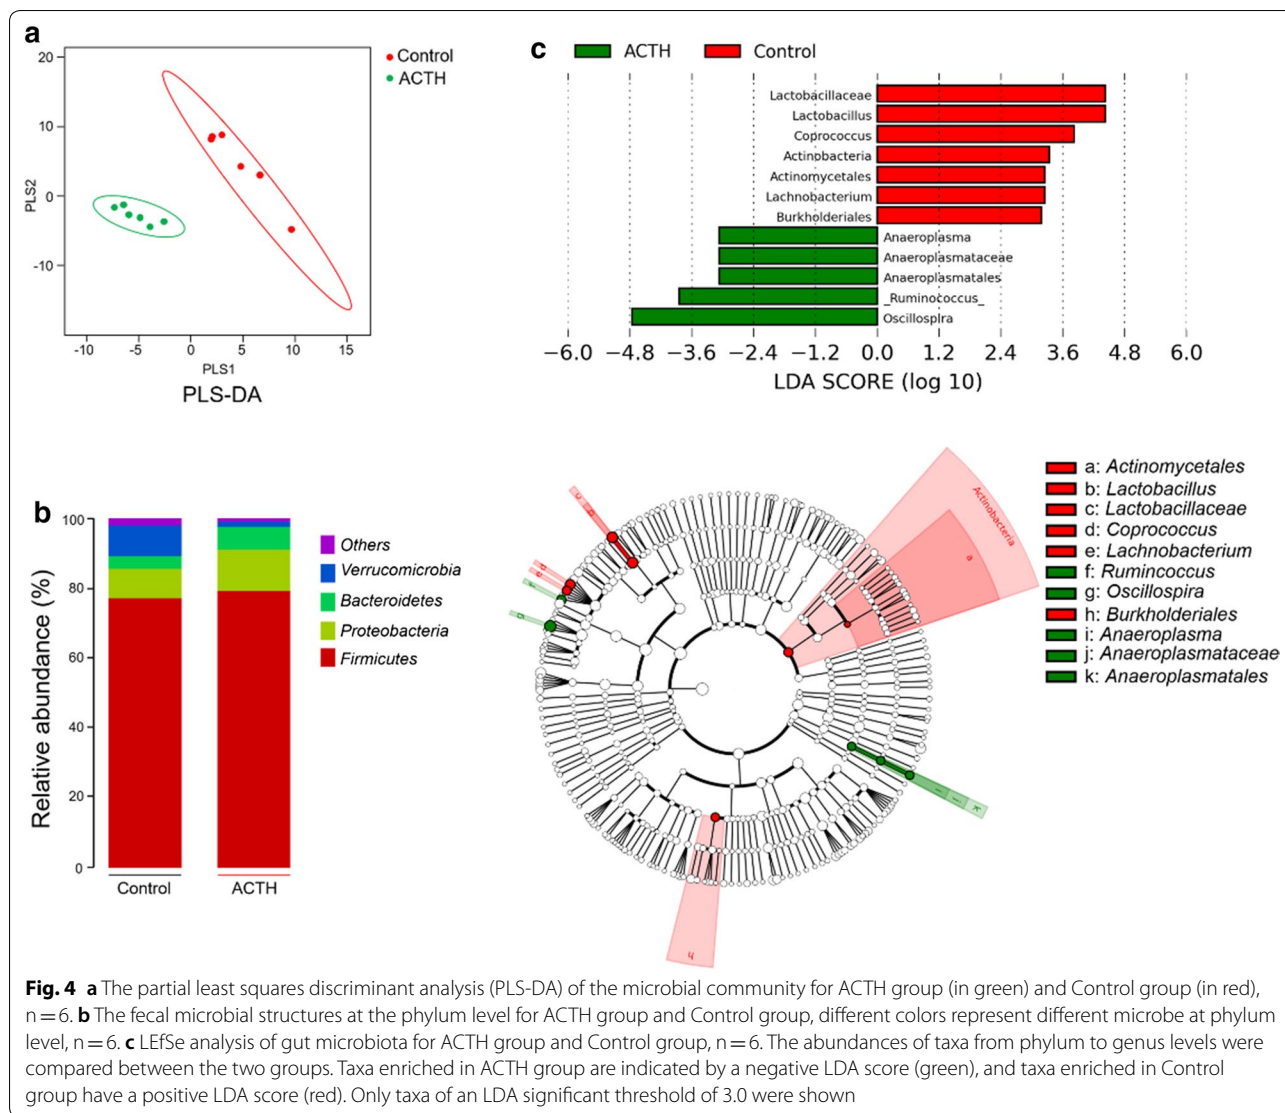 a
20
10
0
-10
PLS2
-10
-5
0
5
10
15
PLS1
PLS-DA
Control
ACTH
c
ACTH
Control
Lactobacillaceae
Lactobacillus
Coprococcus
Actinobacteria
Actinomycetales
Lachnobacterium
Burkholderiales
Anaeroplasma
Anaeroplasmataceae
Anaeroplasmatales
_Ruminococcus_
Oscillospira
−6.0 −4.8 −3.6 −2.4 −1.2 0.0 1.2 2.4 3.6 4.8 6.0
LDA SCORE (log 10)
b
100
80
60
40
20
0
Relative abundance (%)
Control
ACTH
Others
Verrucomicrobia
Bacteroidetes
Proteobacteria
Firmicutes
Actinobacteria
a
h
k
a: Actinomycetales
b: Lactobacillus
c: Lactobacillaceae
d: Coprococcus
e: Lachnobacterium
f: Rumincoccus
g: Oscillospira
h: Burkholderiales
i: Anaeroplasma
j: Anaeroplasmataceae
k: Anaeroplasmatales
Fig. 4 a The partial least squares discriminant analysis (PLS-DA) of the microbial community for ACTH group (in green) and Control group (in red),
n = 6. b The fecal microbial structures at the phylum level for ACTH group and Control group, different colors represent different microbe at phylum
level, n = 6. c LEfSe analysis of gut microbiota for ACTH group and Control group, n = 6. The abundances of taxa from phylum to genus levels were
compared between the two groups. Taxa enriched in ACTH group are indicated by a negative LDA score (green), and taxa enriched in Control
group have a positive LDA score (red). Only taxa of an LDA significant threshold of 3.0 were shown